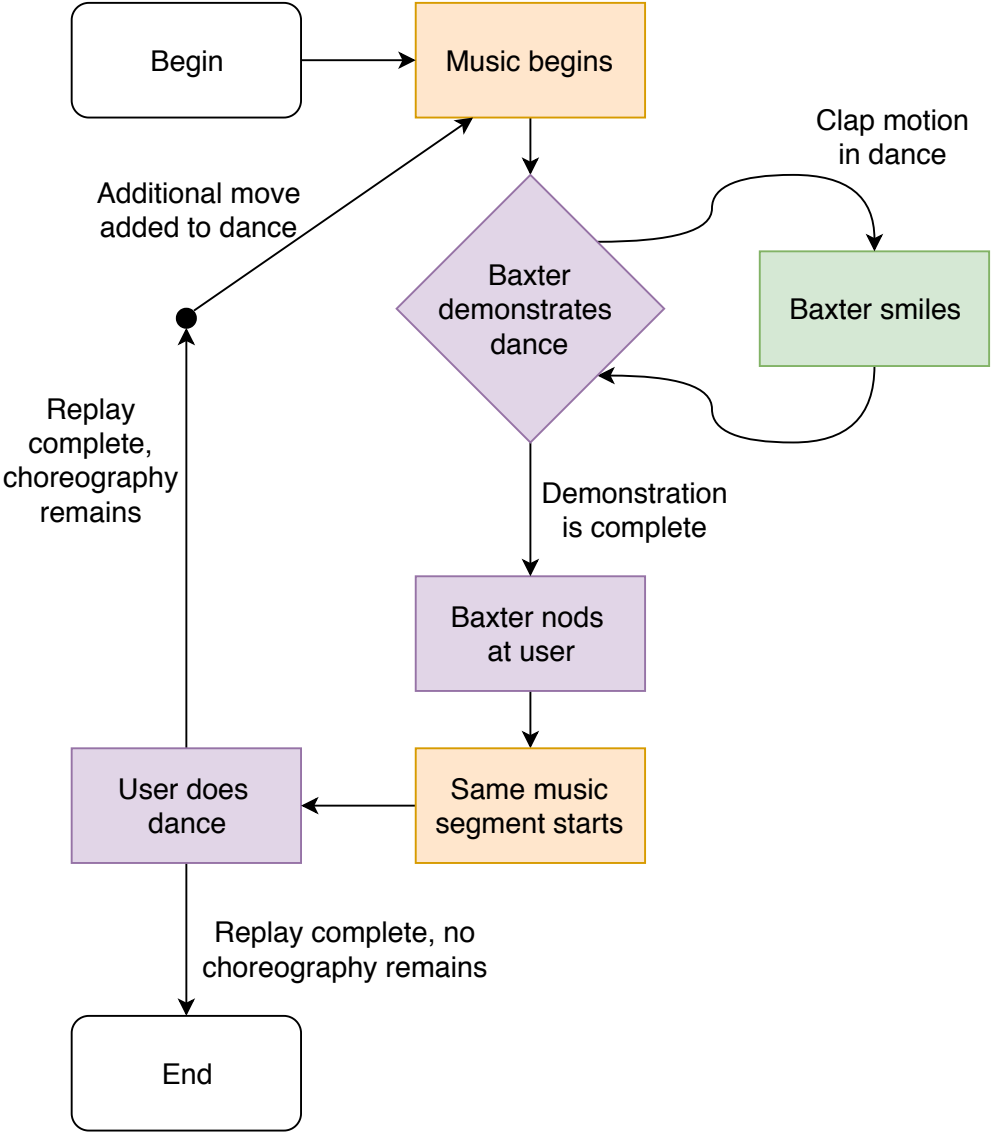 Begin
Music begins
Clap motion
in dance
Additional move
added to dance
Baxter
demonstrates
dance
Baxter smiles
Replay
complete,
choreography
remains
Demonstration
is complete
Baxter nods
at user
User does
dance
Same music
segment starts
Replay complete, no
choreography remains
End